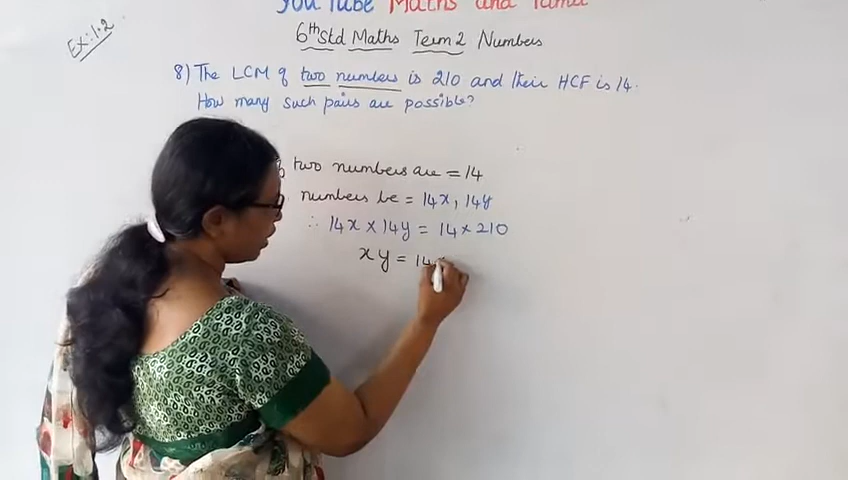 YouTube Maths and Tamil
Ex: 1.2
6th Std Maths Term 2 Numbers
8) The LCM of two numbers is 210 and their HCF is 14.
How many such pairs are possible?
two numbers are = 14
numbers be = 14x, 14y
∴ 14x × 14y = 14 × 210
xy = 14